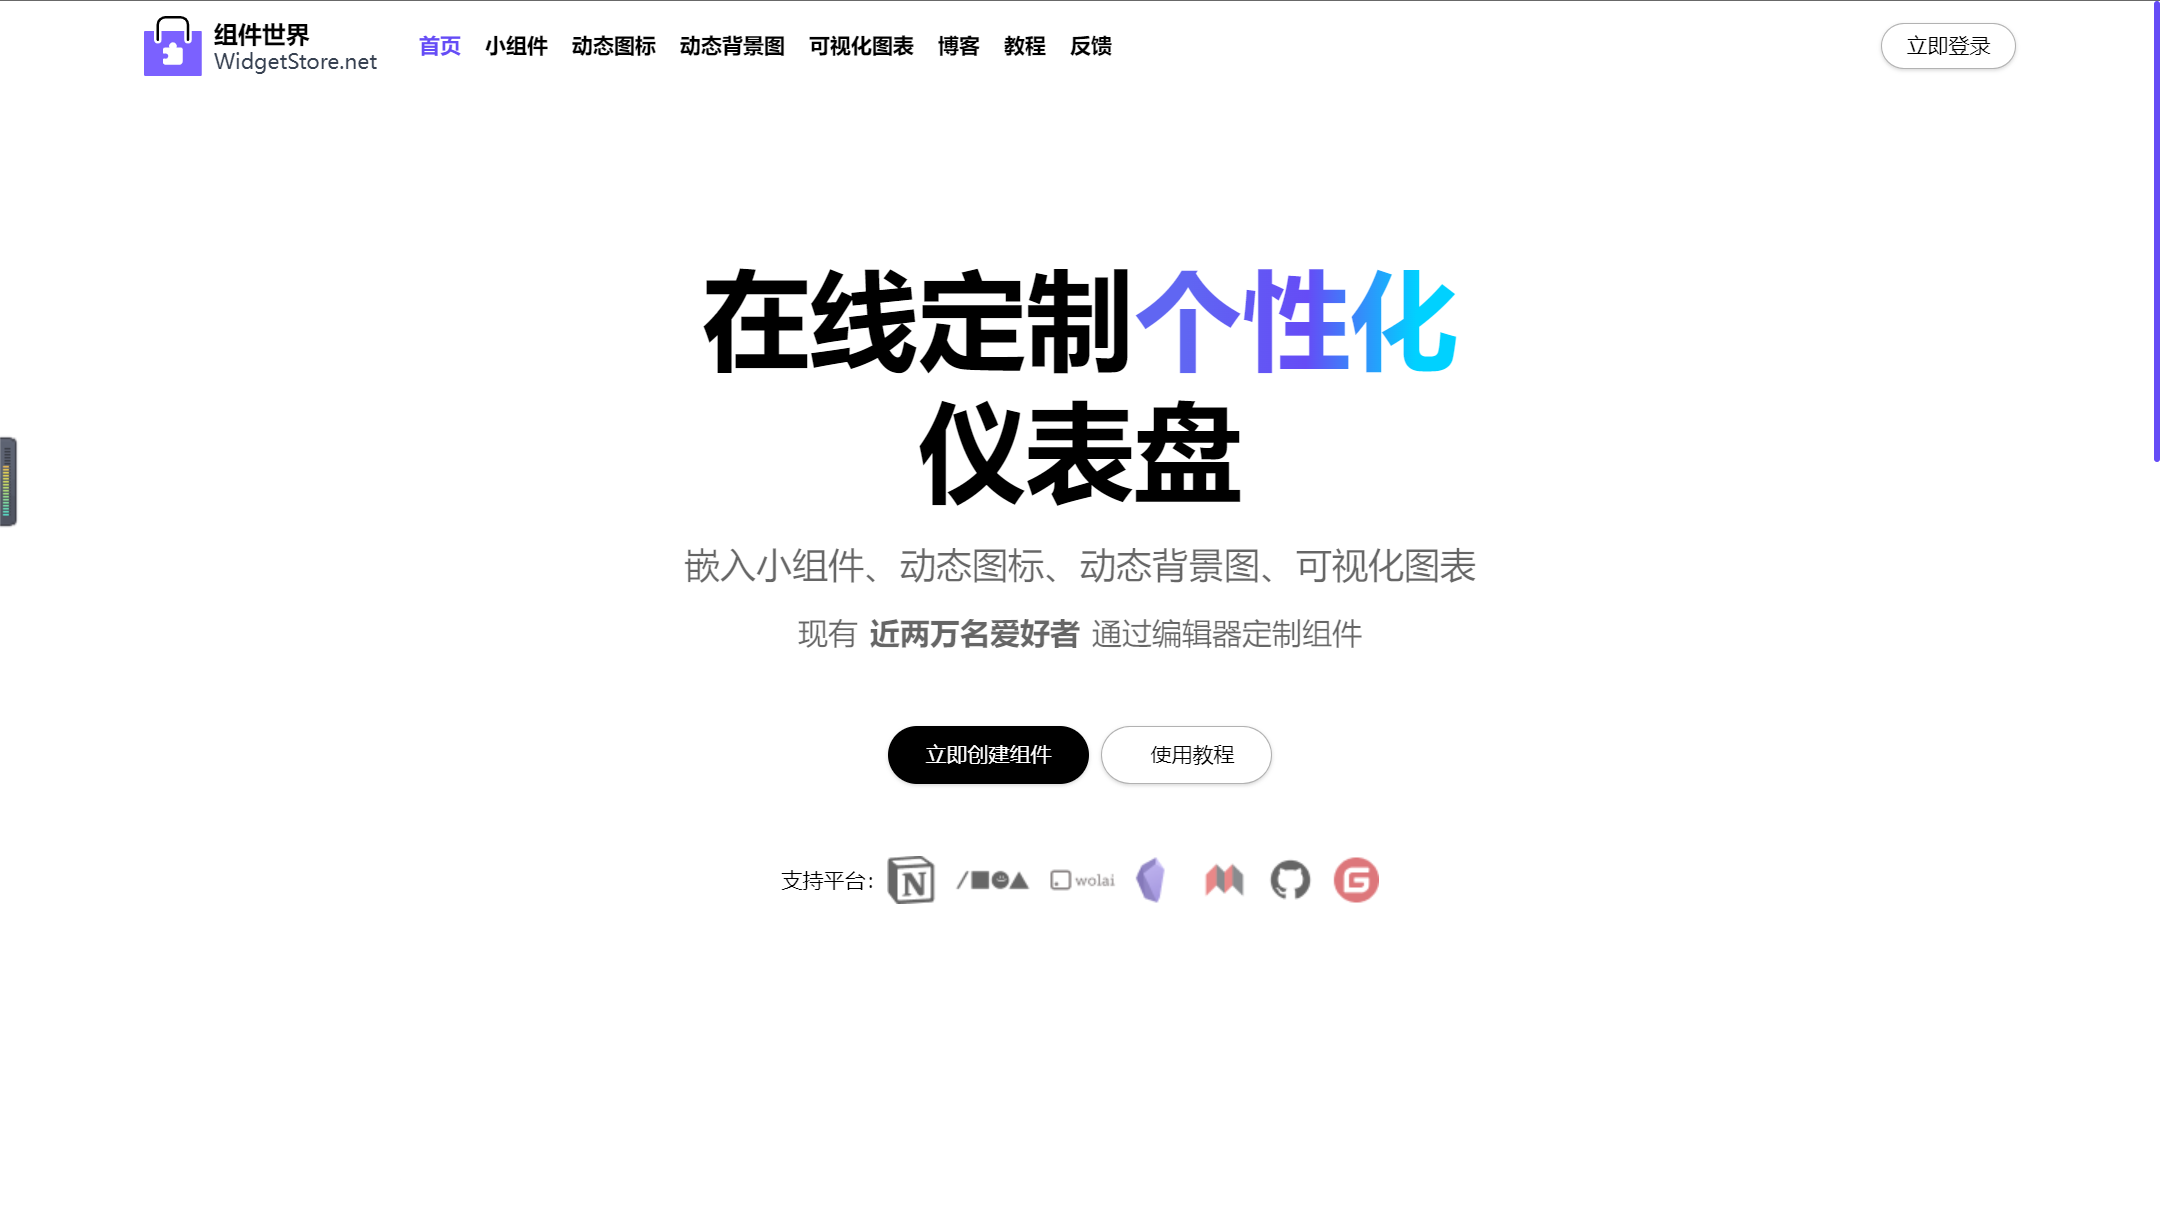 组件世界
WidgetStore.net
首页 小组件 动态图标 动态背景图 可视化图表 博客 教程 反馈
立即登录
在线定制个性化
仪表盘
嵌入小组件、动态图标、动态背景图、可视化图表
现有 近两万名爱好者 通过编辑器定制组件
立即创建组件 使用教程
支持平台: N wolai G